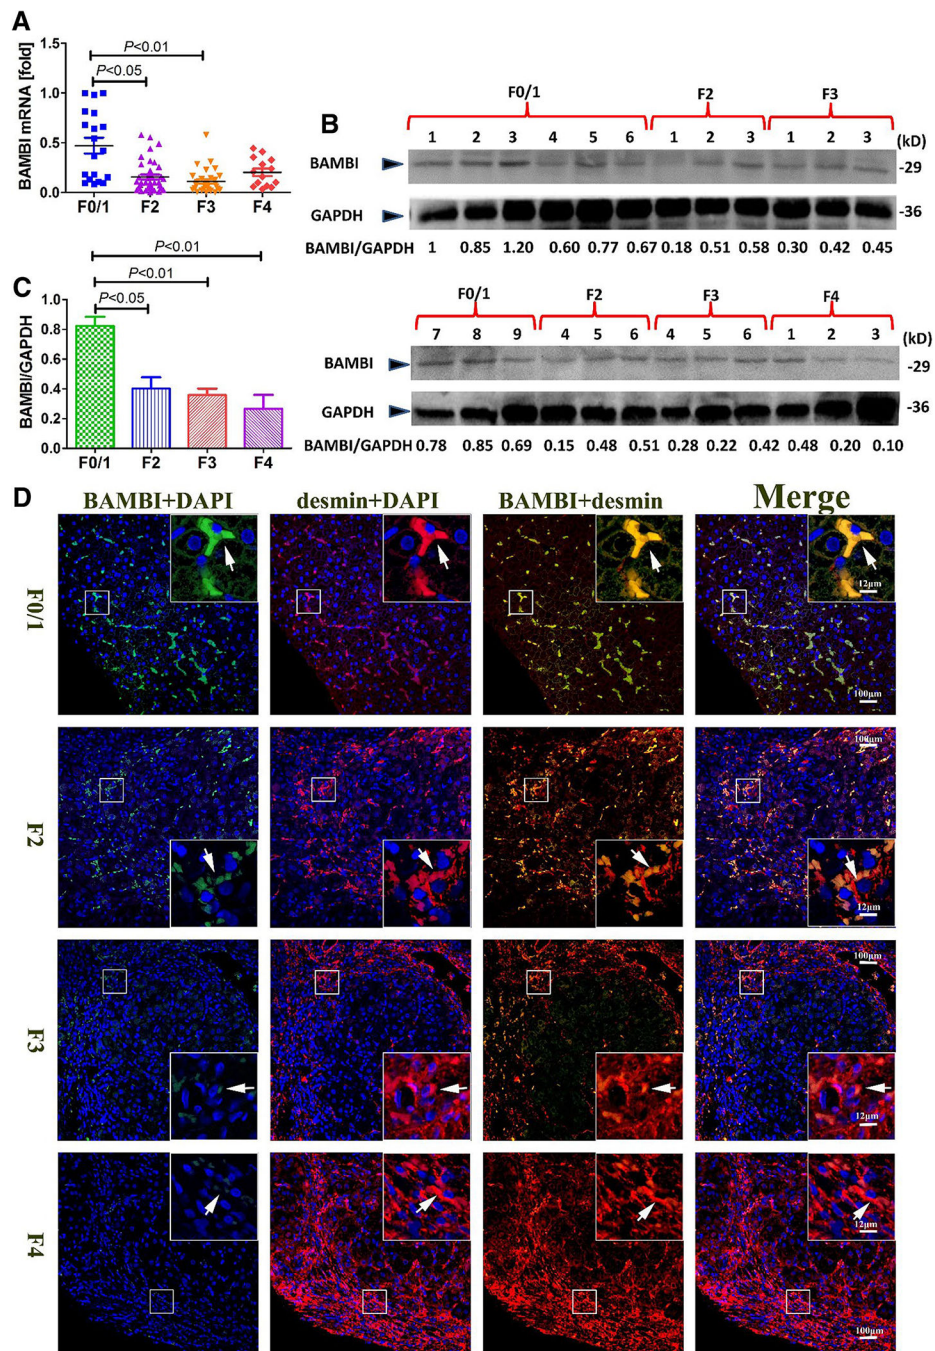 A
BAMBI mRNA [fold]
1.5
1.0
0.5
0.0
P<0.01
P<0.05
F0/1 F2 F3 F4
B
F0/1 F2 F3
1 2 3 4 5 6 1 2 3 1 2 3 (kD)
BAMBI -29
GAPDH -36
BAMBI/GAPDH 1 0.85 1.20 0.60 0.77 0.67 0.18 0.51 0.58 0.30 0.42 0.45
F0/1 F2 F3 F4
7 8 9 4 5 6 4 5 6 1 2 3 (kD)
BAMBI -29
GAPDH -36
BAMBI/GAPDH 0.78 0.85 0.69 0.15 0.48 0.51 0.28 0.22 0.42 0.48 0.20 0.10
C
BAMBI/GAPDH
1.0
0.8
0.6
0.4
0.2
0.0
P<0.01
P<0.01
P<0.05
F0/1 F2 F3 F4
D
BAMBI+DAPI desmin+DAPI BAMBI+desmin Merge
F0/1
12μm
100μm
F2
100μm
12μm
F3
100μm
12μm
F4
12μm
100μm